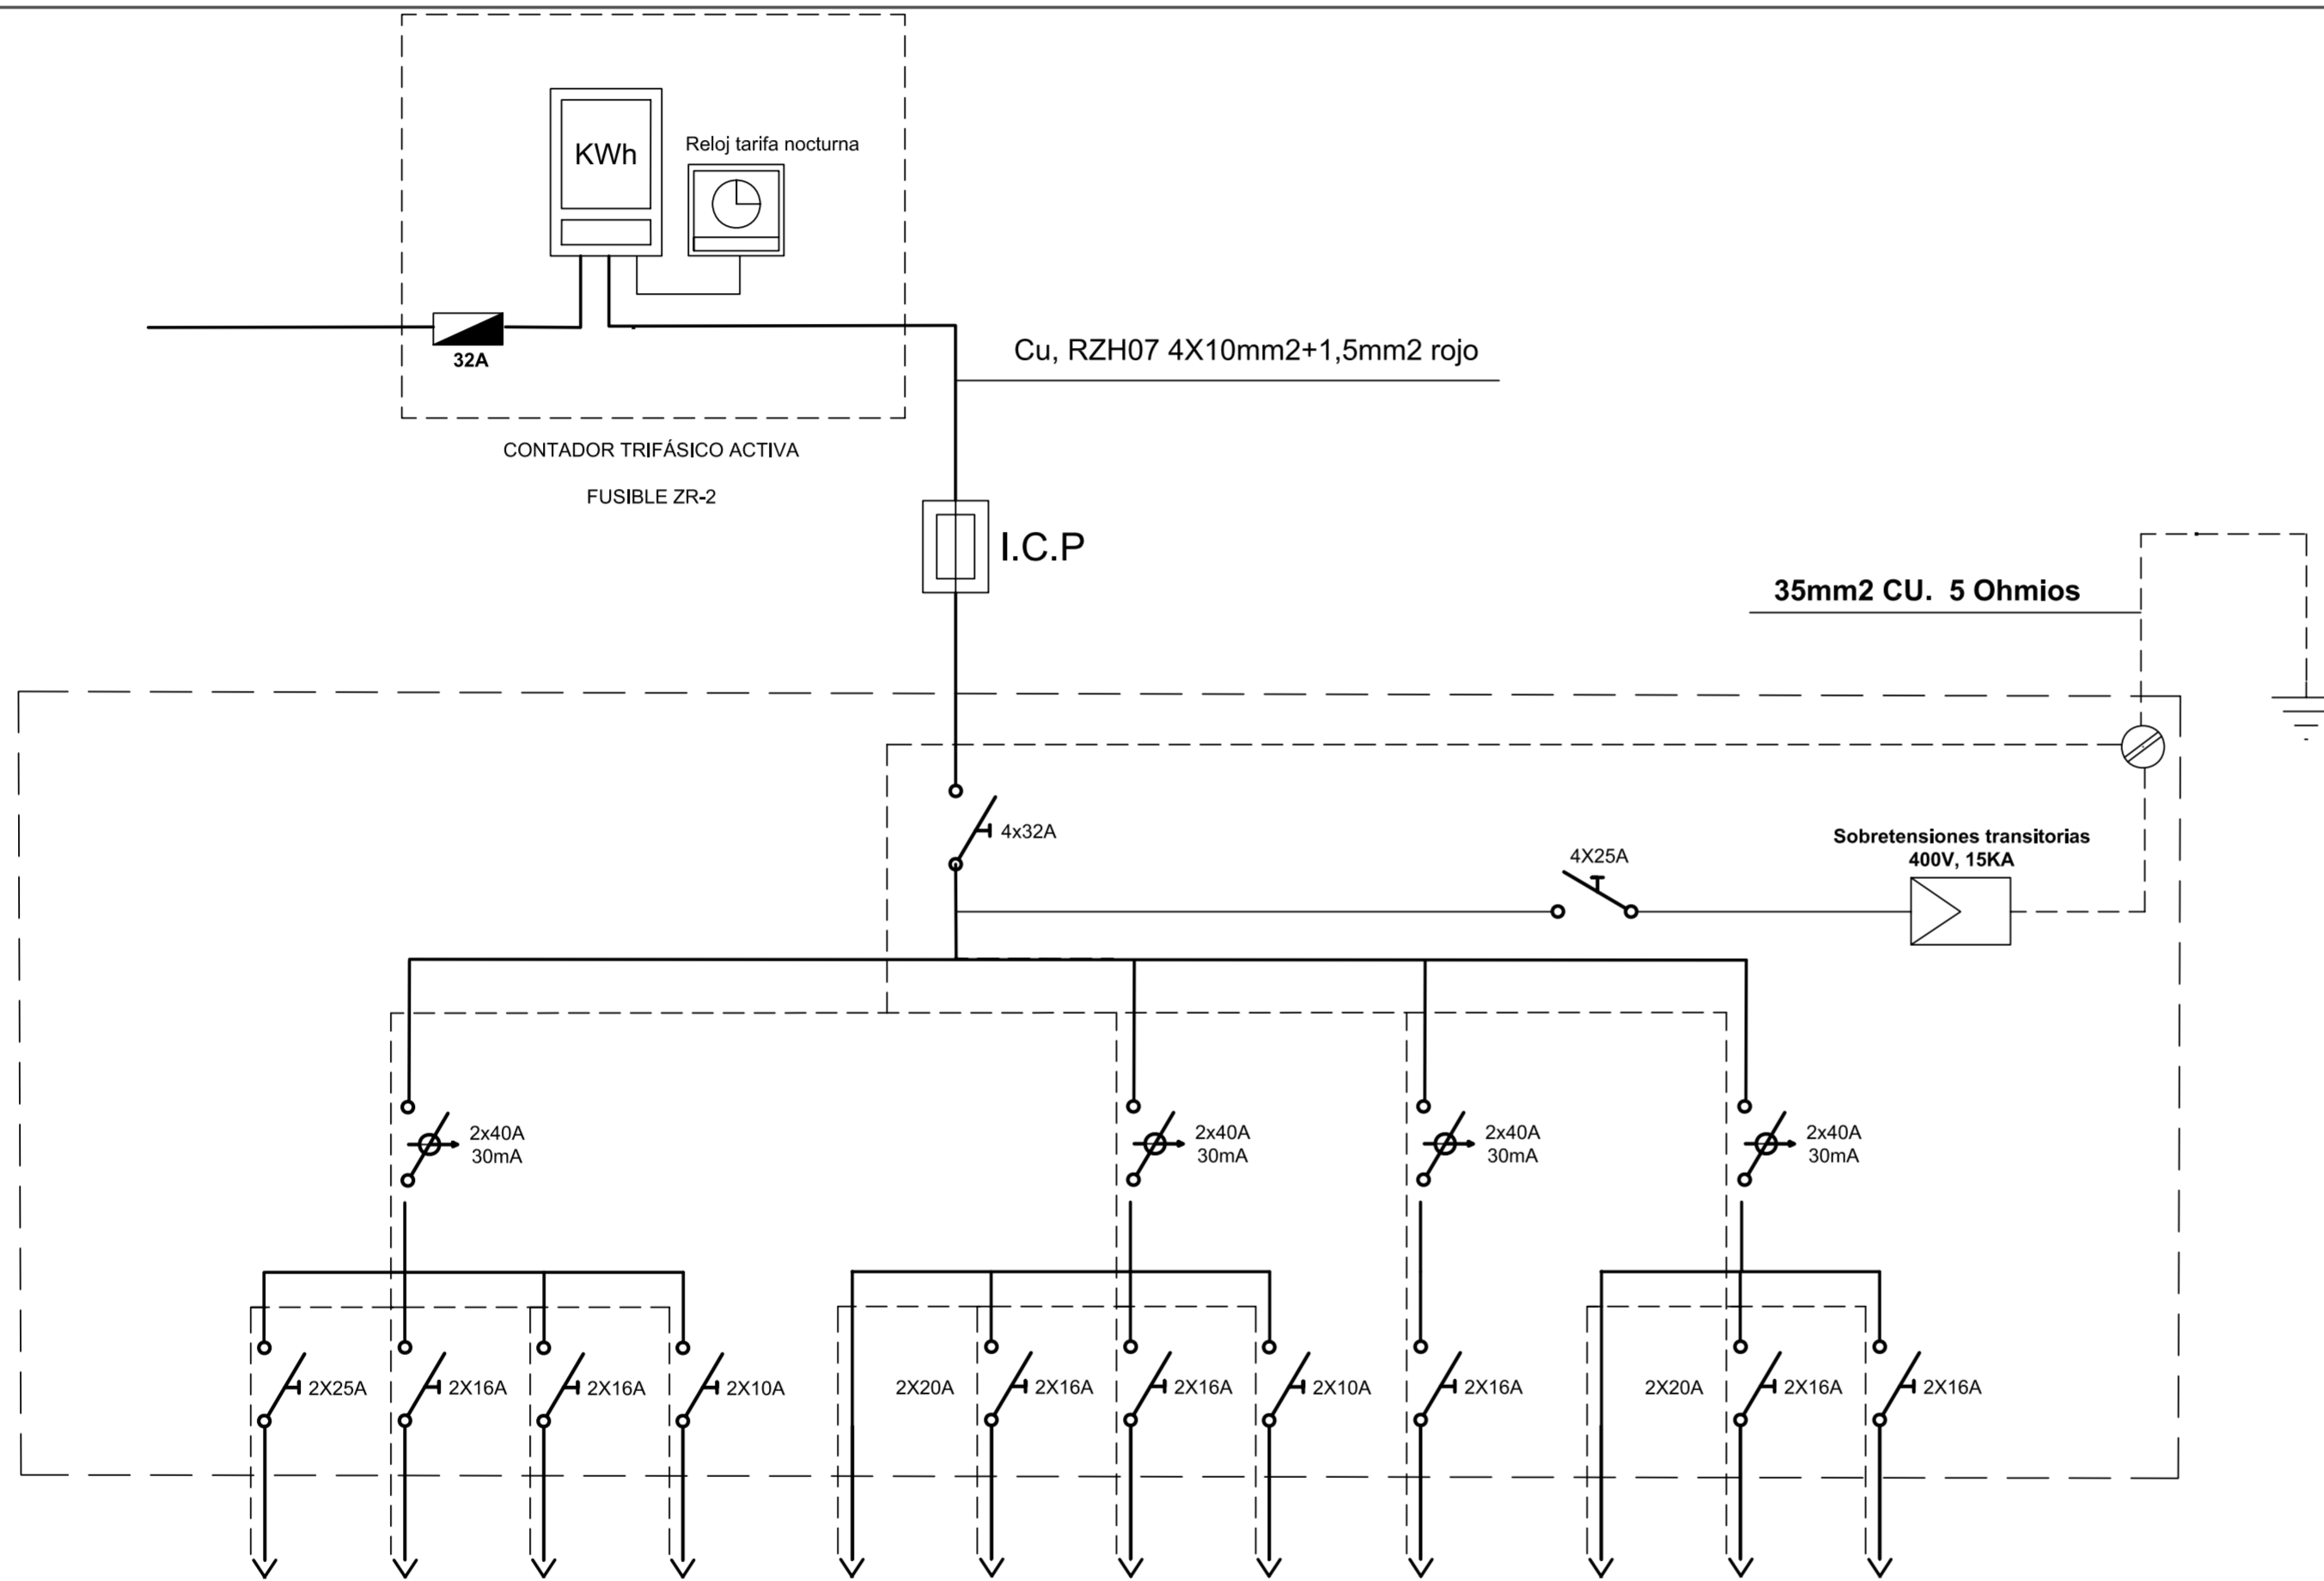 KWh
Reloj tarifa nocturna
32A
Cu, RZH07 4X10mm2+1,5mm2 rojo
CONTADOR TRIFÁSICO ACTIVA
FUSIBLE ZR-2
I.C.P
35mm2 CU. 5 Ohmios
4x32A
4X25A
Sobretensiones transitorias
400V, 15KA
2x40A
30mA
2x40A
30mA
2x40A
30mA
2x40A
30mA
2X25A
2X16A
2X16A
2X10A
2X20A
2X16A
2X16A
2X10A
2X16A
2X20A
2X16A
2X16A